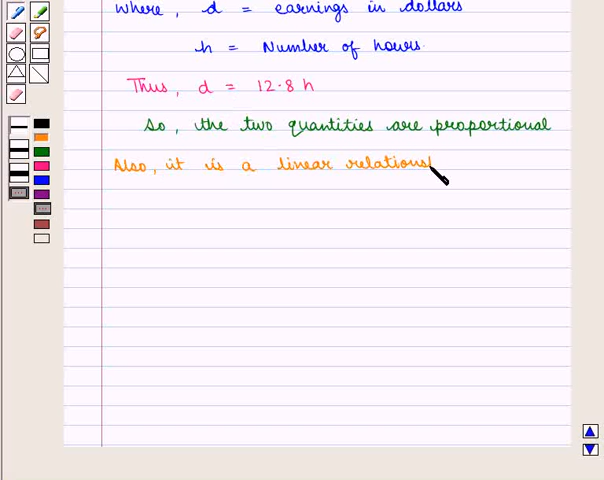 where, d = earnings in dollars
h = Number of hours.
Thus, d = 12.8 h
So, the two quantities are proportional
Also, it is a linear relations